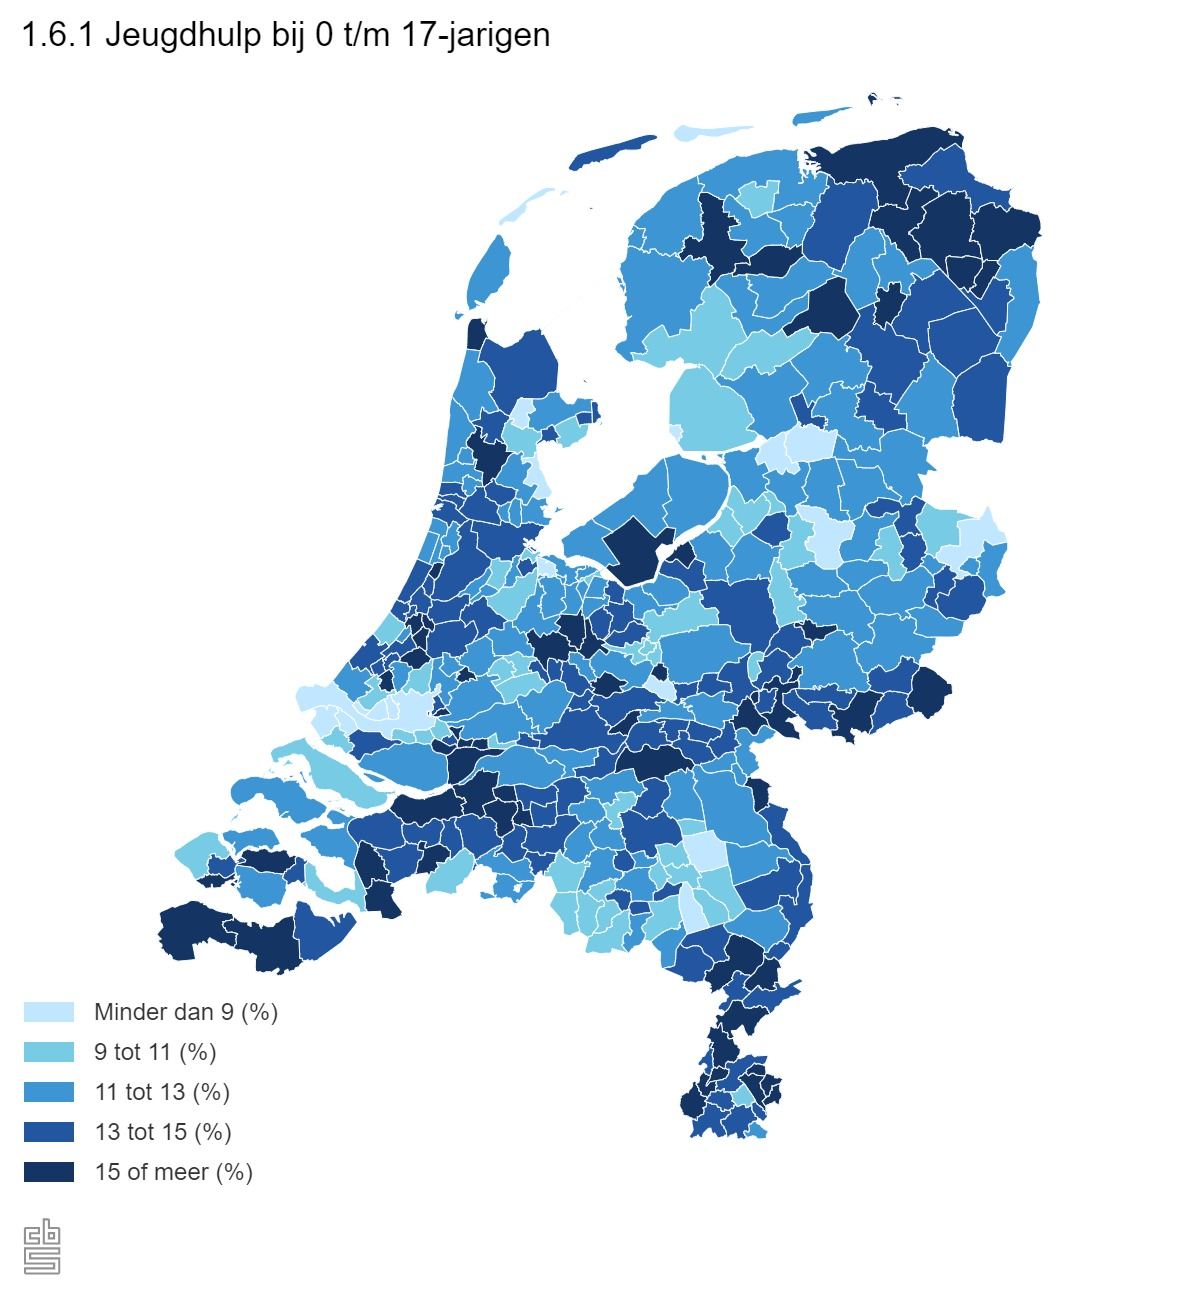 1.6.1 Jeugdhulp bij 0 t/m 17-jarigen
Minder dan 9 (%)
9 tot 11 (%)
11 tot 13 (%)
13 tot 15 (%)
15 of meer (%)
cbs